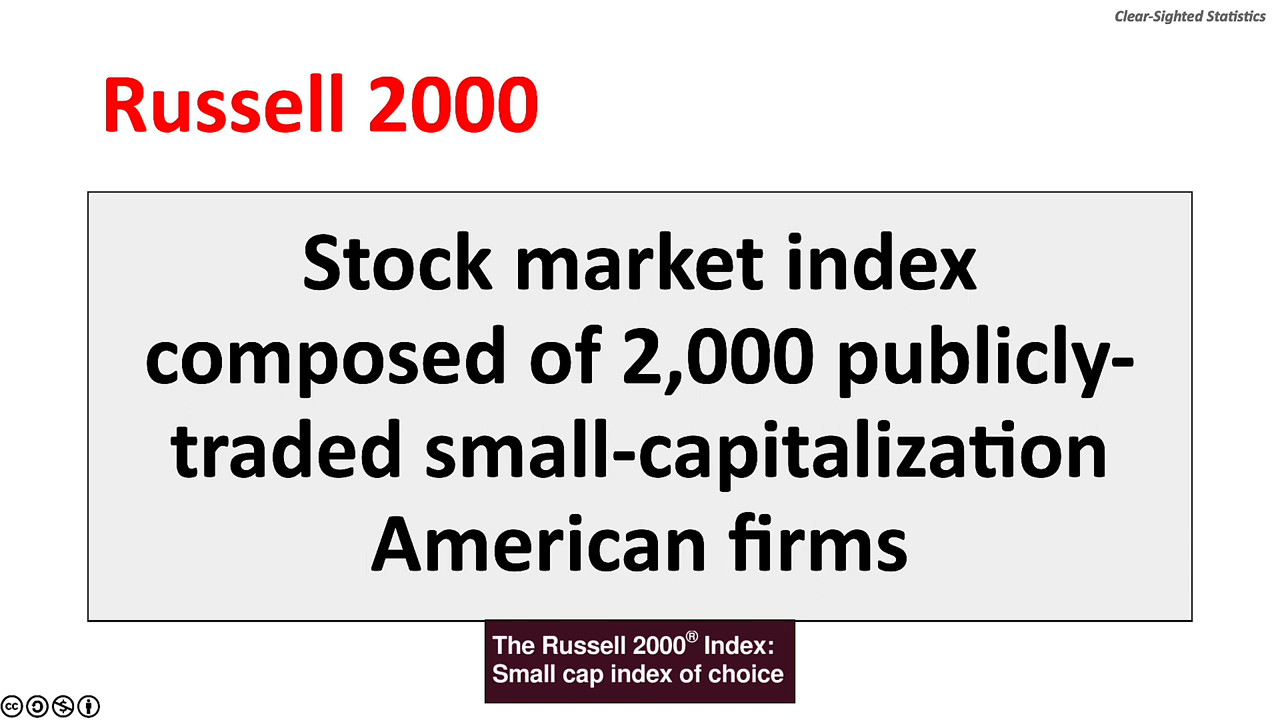 Clear-Sighted Statistics
Russell 2000
Stock market index
composed of 2,000 publicly-
traded small-capitalization
American firms
The Russell 2000® Index:
Small cap index of choice
cc